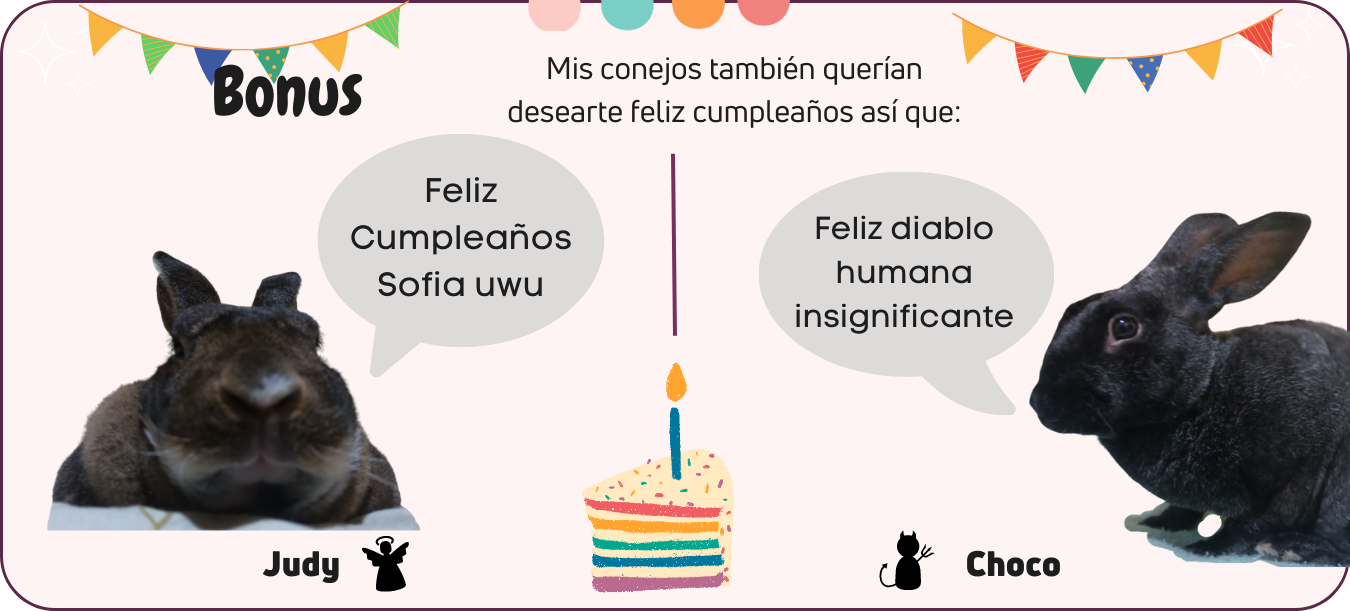 Bonus
Mis conejos también querían
desearte feliz cumpleaños así que:
Feliz
Cumpleaños
Sofia uwu
Feliz diablo
humana
insignificante
Judy
Choco